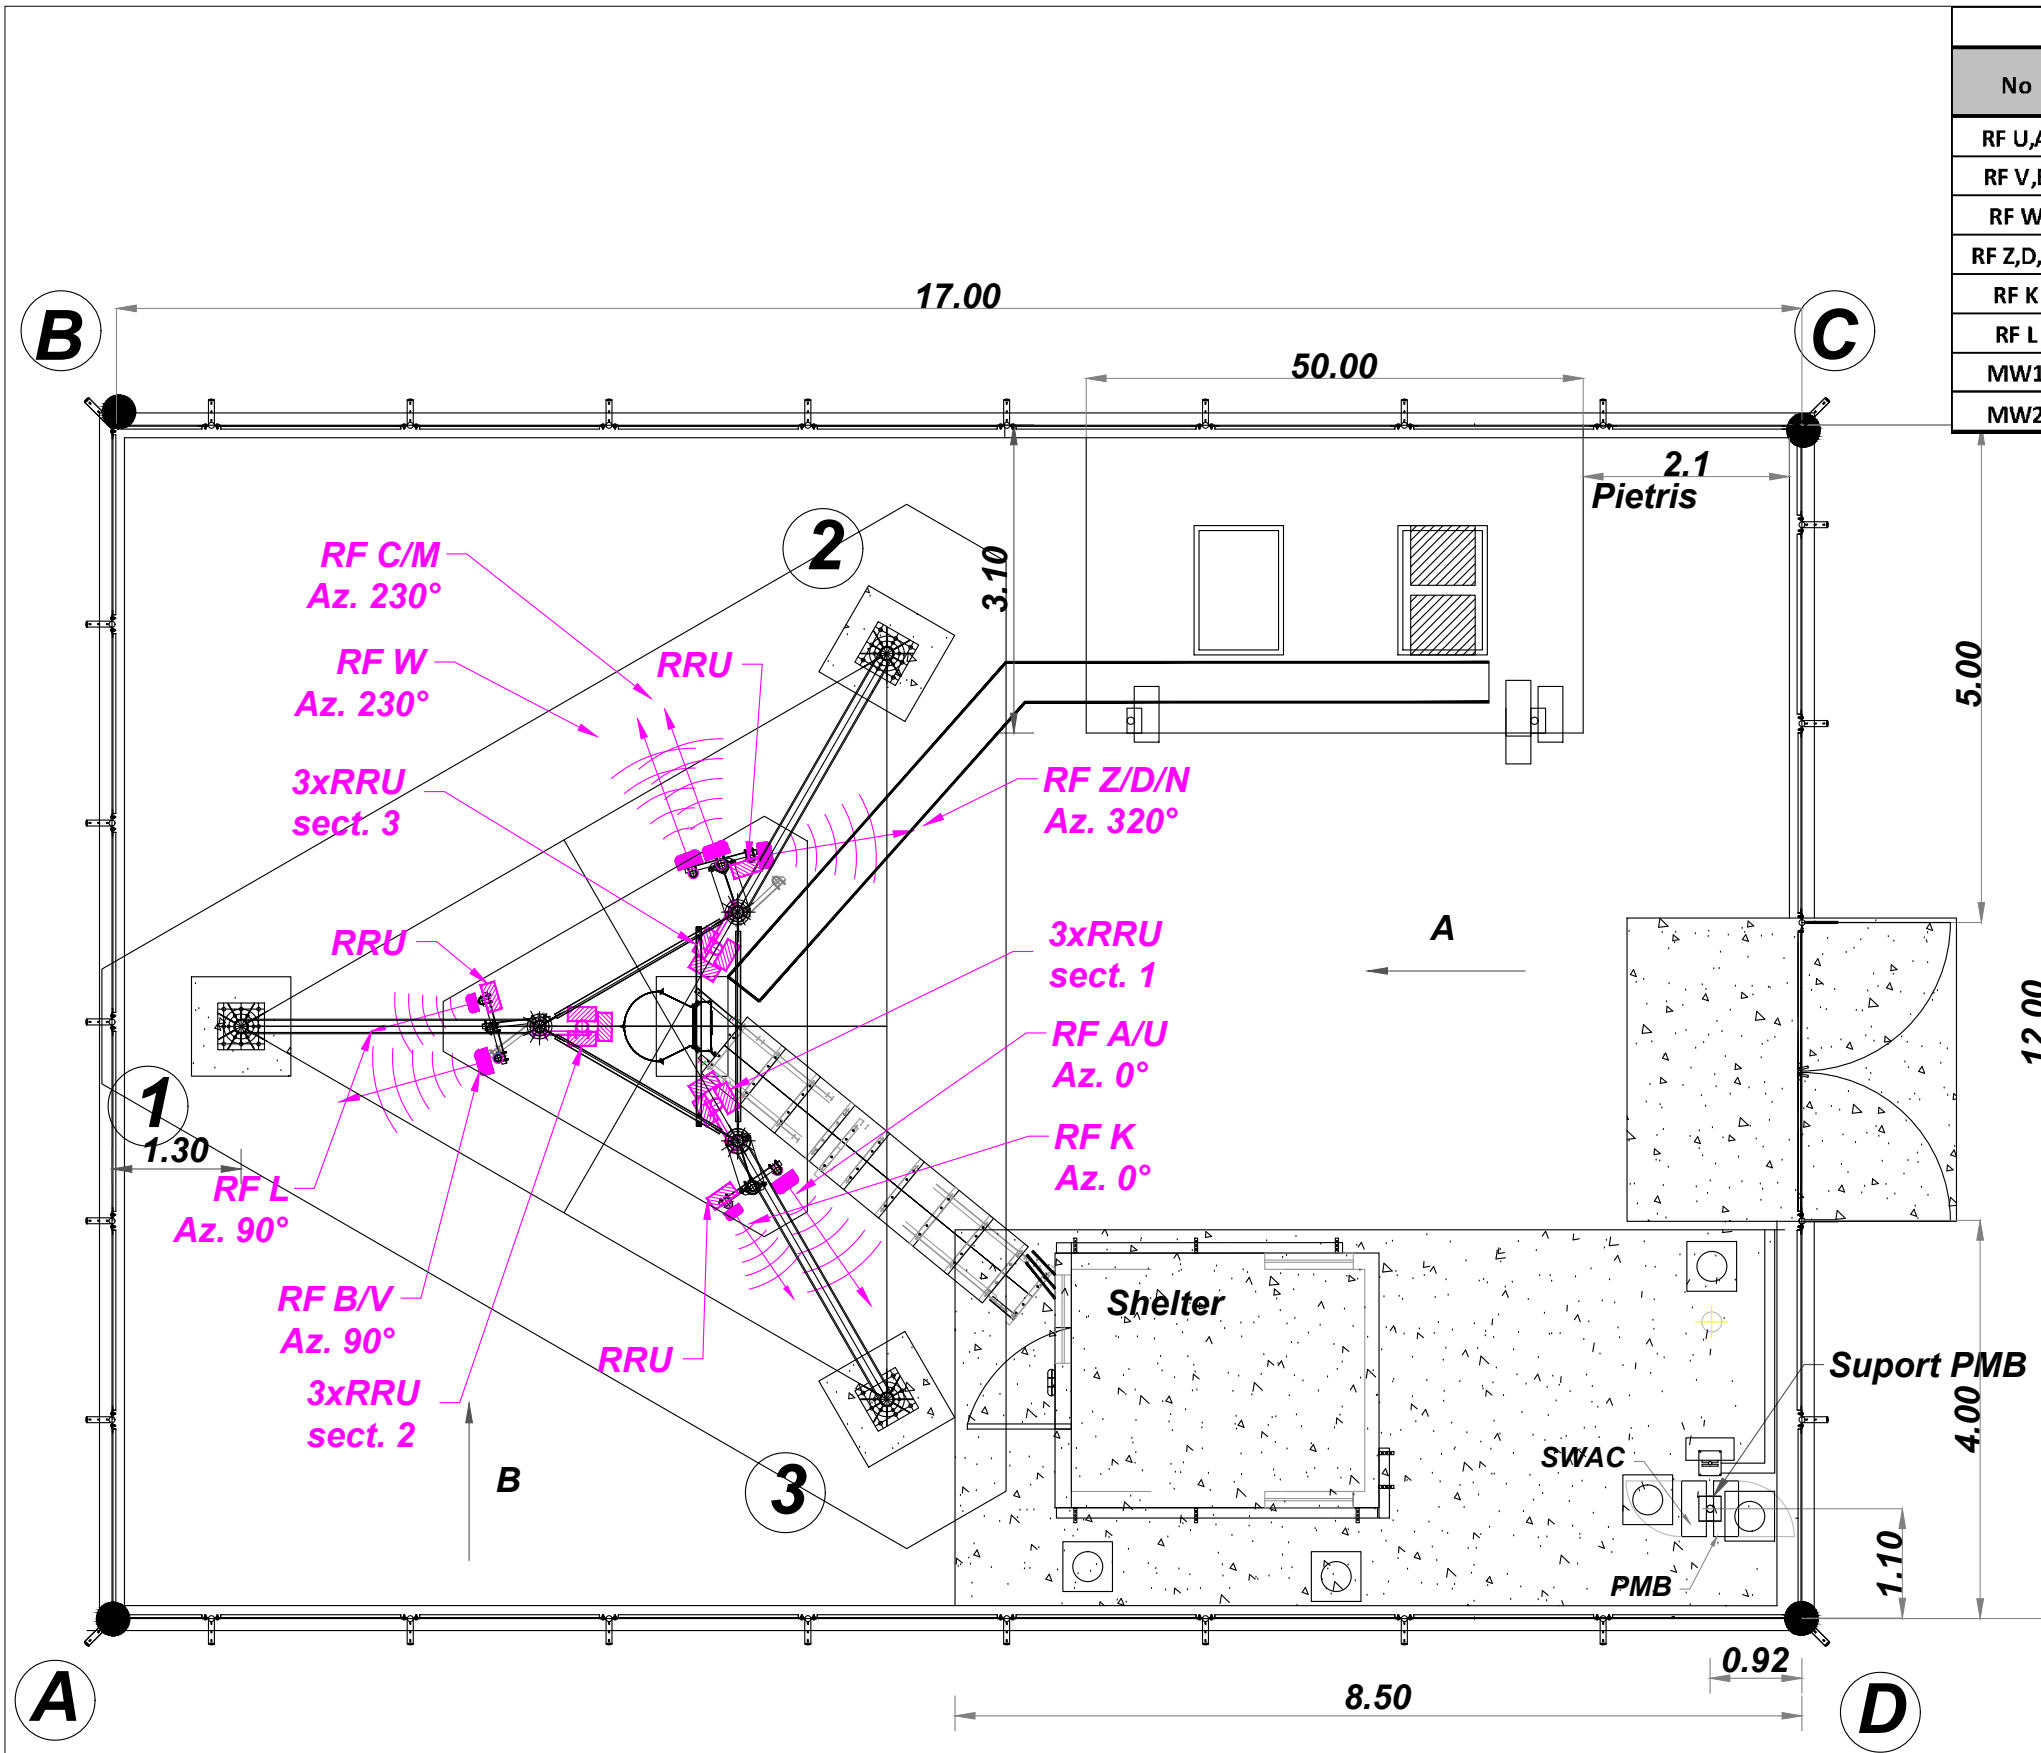 No
RF U,A
RF V,
RF W
RF Z,D,
RF K
RF L
MW1
MW2
17.00
B
C
50.00
2.1
Pietris
2
RF C/M
Az. 230°
3.10
RF W
Az. 230°
RRU
5.00
3xRRU
sect. 3
RF Z/D/N
Az. 320°
RRU
3xRRU
sect. 1
A
12.00
RF A/U
Az. 0°
1
1.30
RF K
Az. 0°
RF L
Az. 90°
RF B/V
Az. 90°
Shelter
RRU
3xRRU
sect. 2
Suport PMB
4.00
B
3
SWAC
PMB
1.10
0.92
8.50
A
D